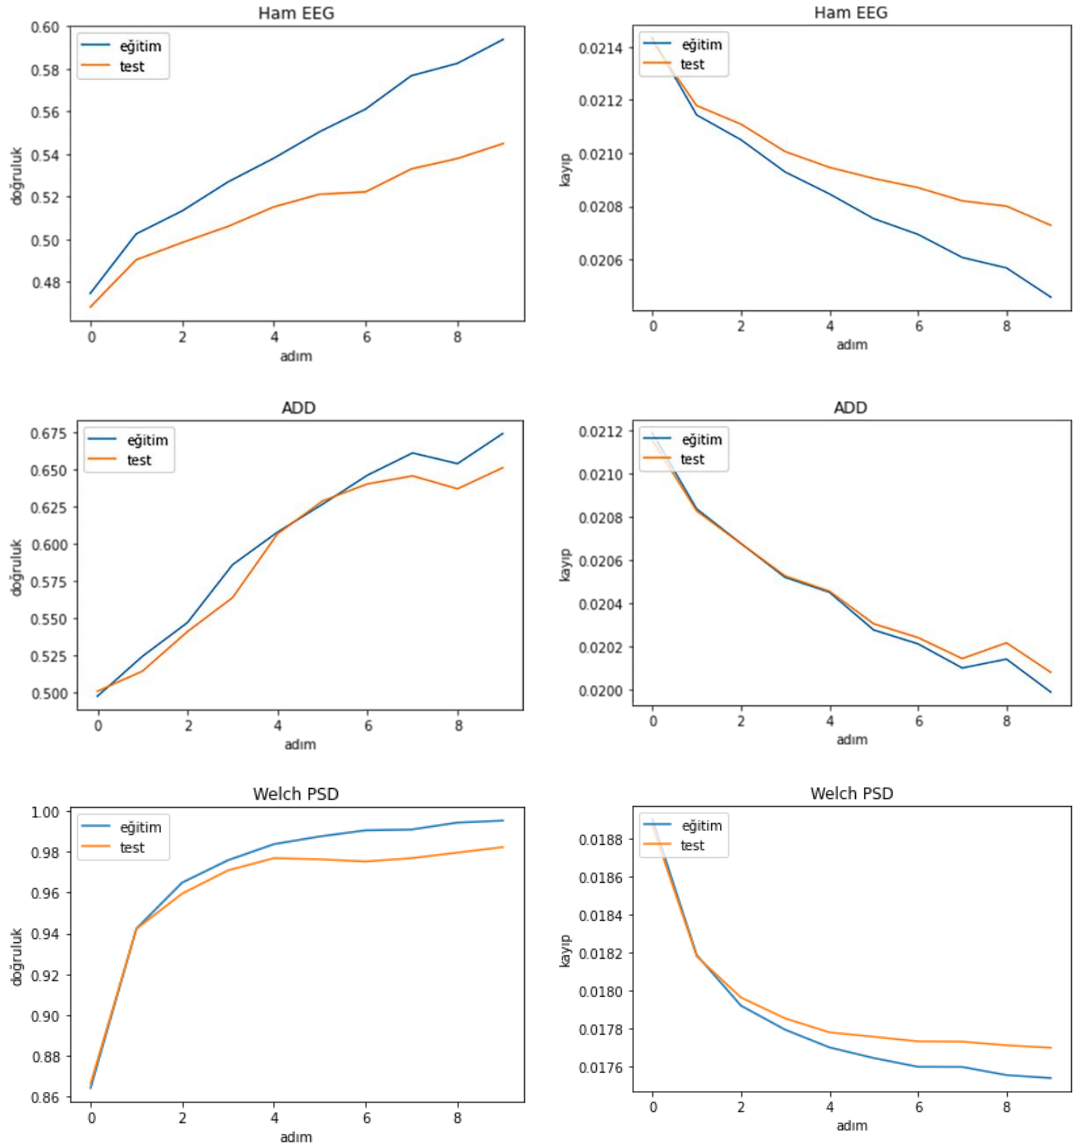 Ham EEG
eğitim
test
0.60
0.58
0.56
0.54
0.52
0.50
0.48
doğruluk
0 2 4 6 8
adım
Ham EEG
eğitim
test
0.0214
0.0212
0.0210
0.0208
0.0206
kayıp
0 2 4 6 8
adım
ADD
eğitim
test
0.675
0.650
0.625
0.600
0.575
0.550
0.525
0.500
doğruluk
0 2 4 6 8
adım
ADD
eğitim
test
0.0212
0.0210
0.0208
0.0206
0.0204
0.0202
0.0200
kayıp
0 2 4 6 8
adım
Welch PSD
eğitim
test
1.00
0.98
0.96
0.94
0.92
0.90
0.88
0.86
doğruluk
0 2 4 6 8
adım
Welch PSD
eğitim
test
0.0188
0.0186
0.0184
0.0182
0.0180
0.0178
0.0176
kayıp
0 2 4 6 8
adım